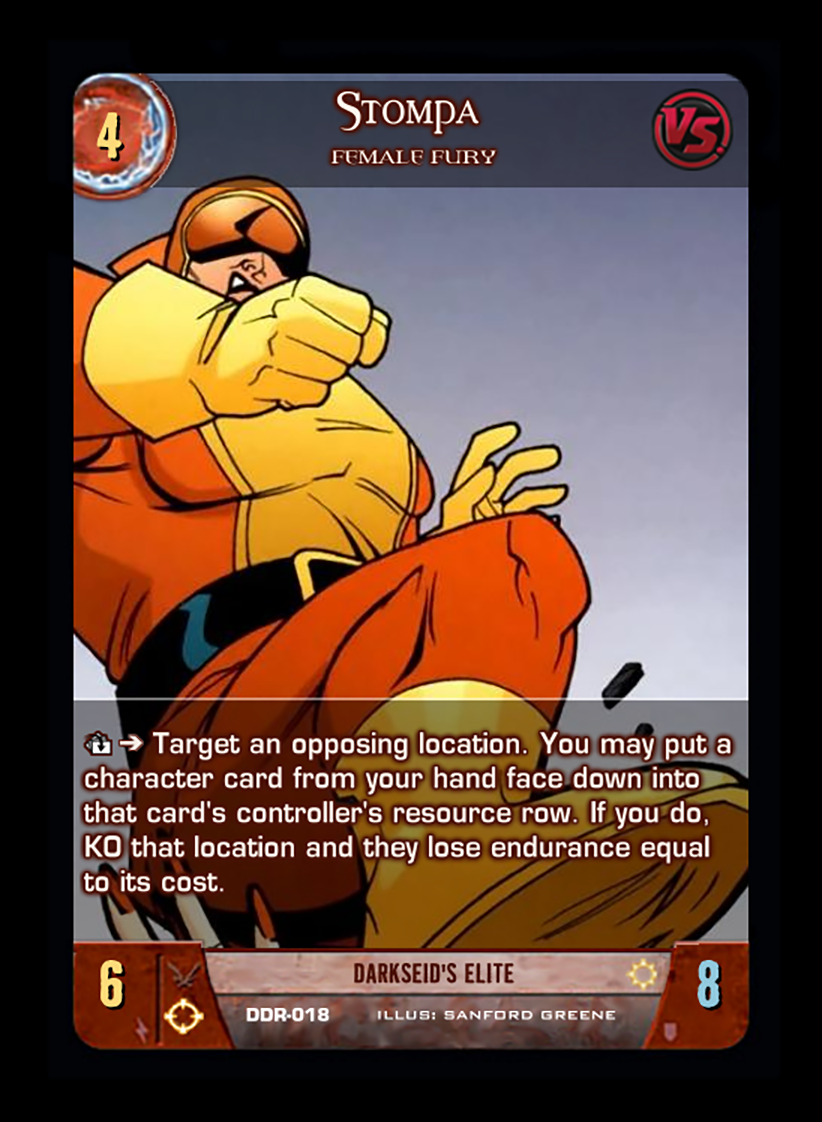 4
Stompa
VS.
FEMALE FURY
➔ Target an opposing location. You may put a
character card from your hand face down into
that card's controller's resource row. If you do,
KO that location and they lose endurance equal
to its cost.
6
DARKSEID'S ELITE
8
DDR-018
ILLUS: SANFORD GREENE